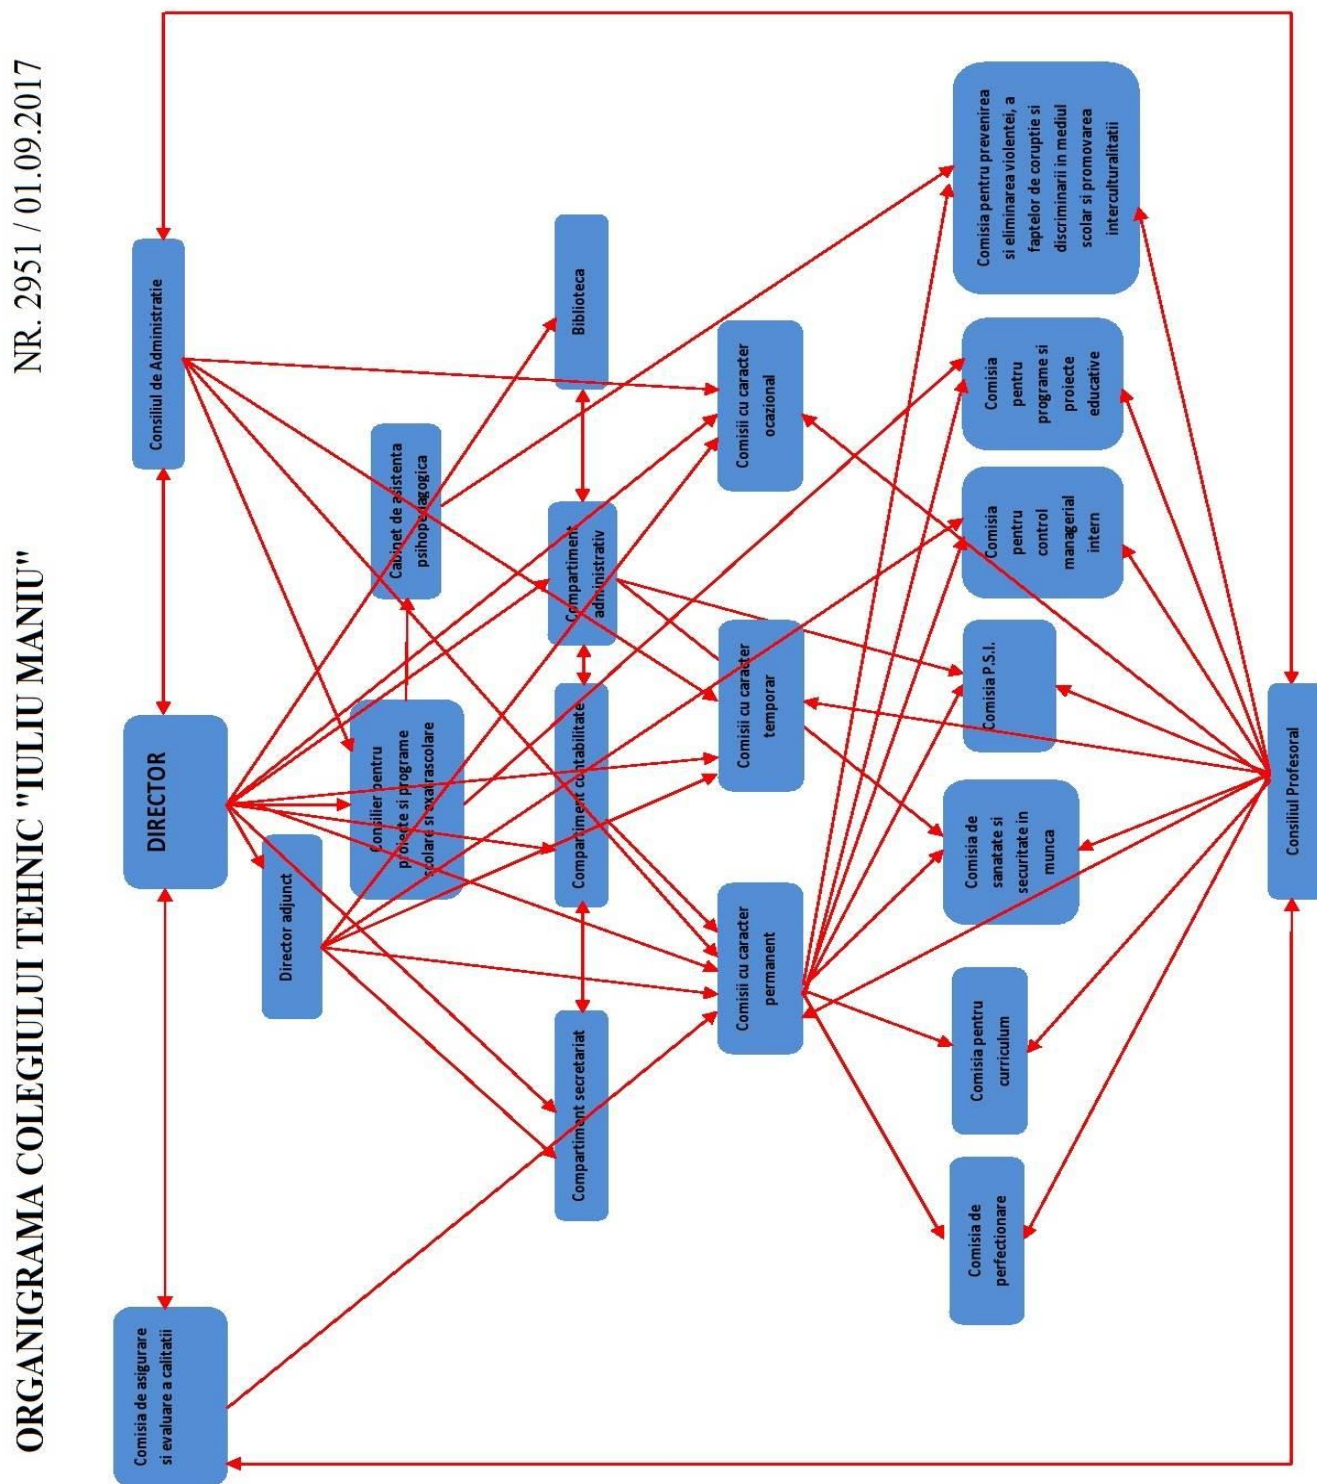 ORGANIGRAMA COLEGIULUI TEHNIC "IULIU MANIU" NR. 2951 / 01.09.2017
Comisia de asigurare
si evaluare a calitatii
DIRECTOR
Consiliul de Administratie
Director adjunct
Consilier pentru
proiecte si programe
scolare si exatrascolare
Cabinet de asistenta
psihopedagogica
Compartiment secretariat
Compartiment contabilitate
Compartiment
administrativ
Biblioteca
Comisii cu caracter
permanent
Comisii cu caracter
temporar
Comisii cu caracter
ocazional
Comisia de
perfectionare
Comisia pentru
curriculum
Comisia de
sanatate si
securitate in
munca
Comisia P.S.I.
Comisia
pentru
control
managerial
intern
Comisia
pentru
programe si
proiecte
educative
Comisia pentru prevenirea
si eliminarea violentei, a
faptelor de coruptie si
discriminarii in mediul
scolar si promovarea
interculturalitatii
Consiliul Profesoral